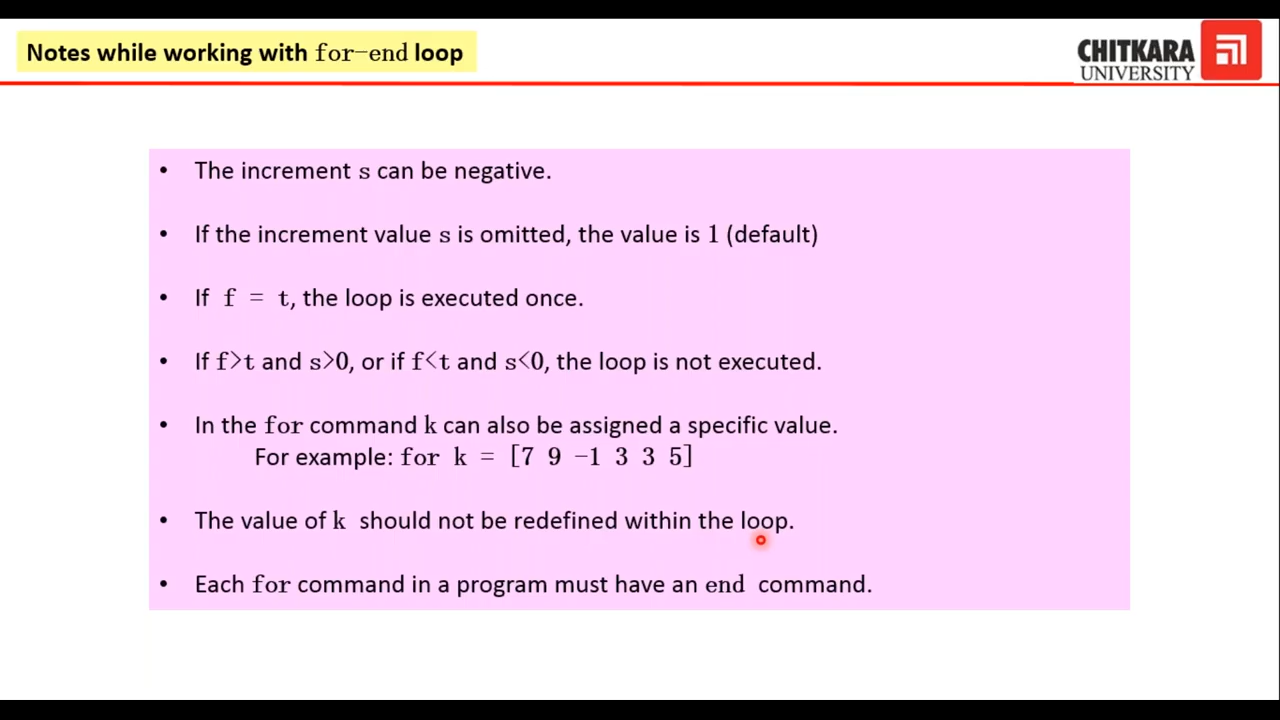 Notes while working with for-end loop
CHITKARA
UNIVERSITY
• The increment s can be negative.
• If the increment value s is omitted, the value is 1 (default)
• If f = t, the loop is executed once.
• If f>t and s>0, or if f<t and s<0, the loop is not executed.
• In the for command k can also be assigned a specific value.
For example: for k = [7 9 -1 3 3 5]
• The value of k should not be redefined within the loop.
• Each for command in a program must have an end command.